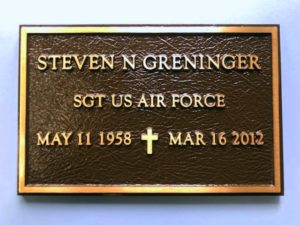 STEVEN N GRENINGER
SGT US AIR FORCE
MAY 11 1958 MAR 16 2012